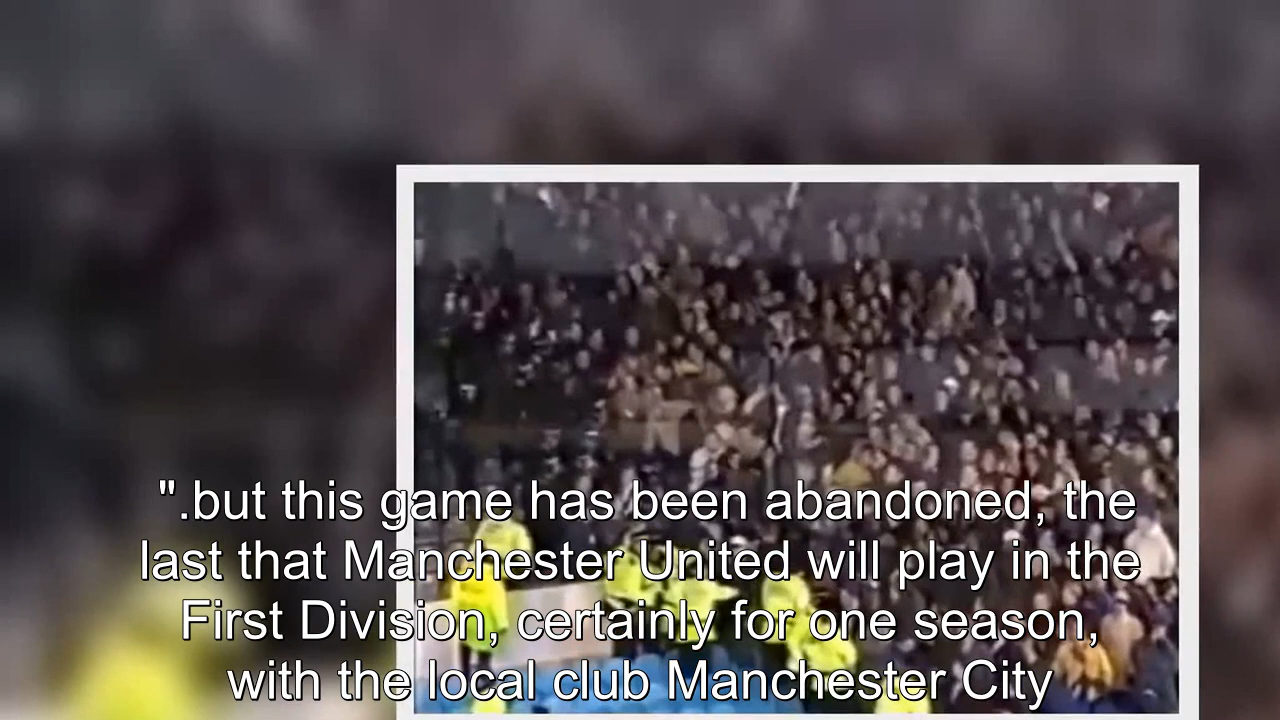 ".but this game has been abandoned, the
last that Manchester United will play in the
First Division, certainly for one season,
with the local club Manchester City